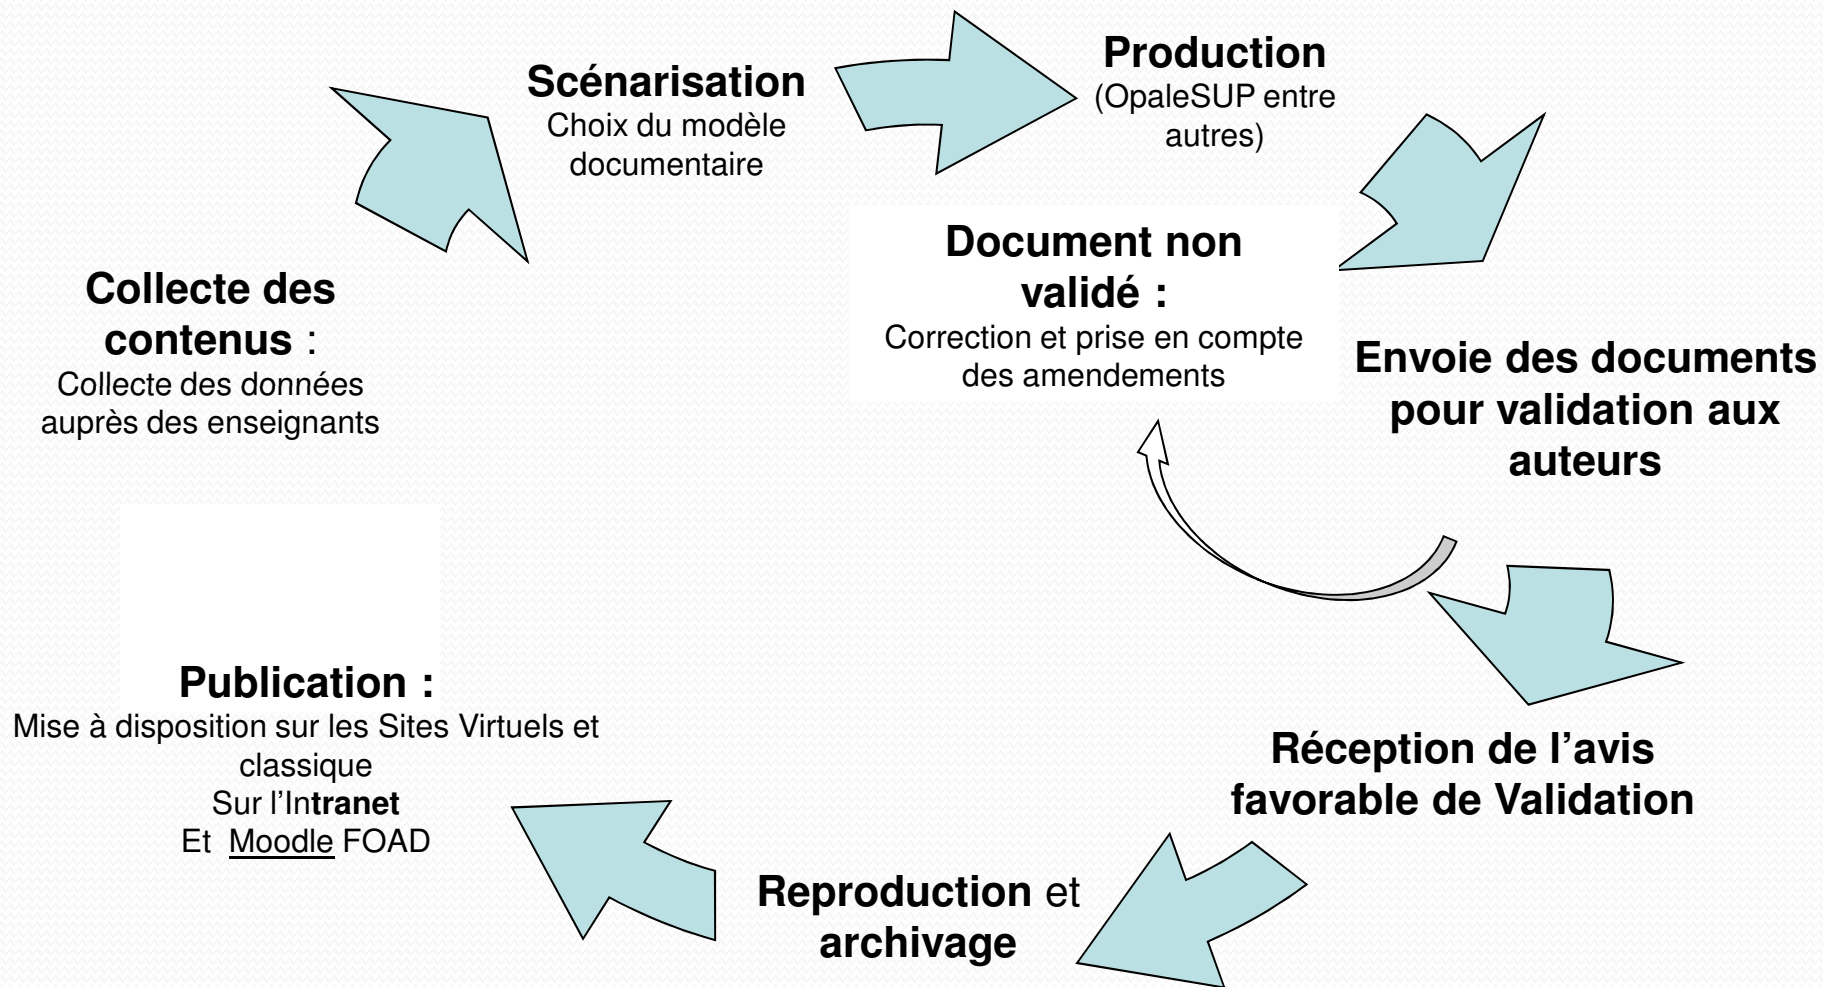 Scénarisation
Choix du modèle
documentaire
Production
(OpaleSUP entre
autres)
Document non
validé :
Correction et prise en compte
des amendements
Collecte des
contenus :
Collecte des données
auprès des enseignants
Envoie des documents
pour validation aux
auteurs
Publication :
Mise à disposition sur les Sites Virtuels et
classique
Sur l'Intranet
Et Moodle FOAD
Réception de l'avis
favorable de Validation
Reproduction et
archivage